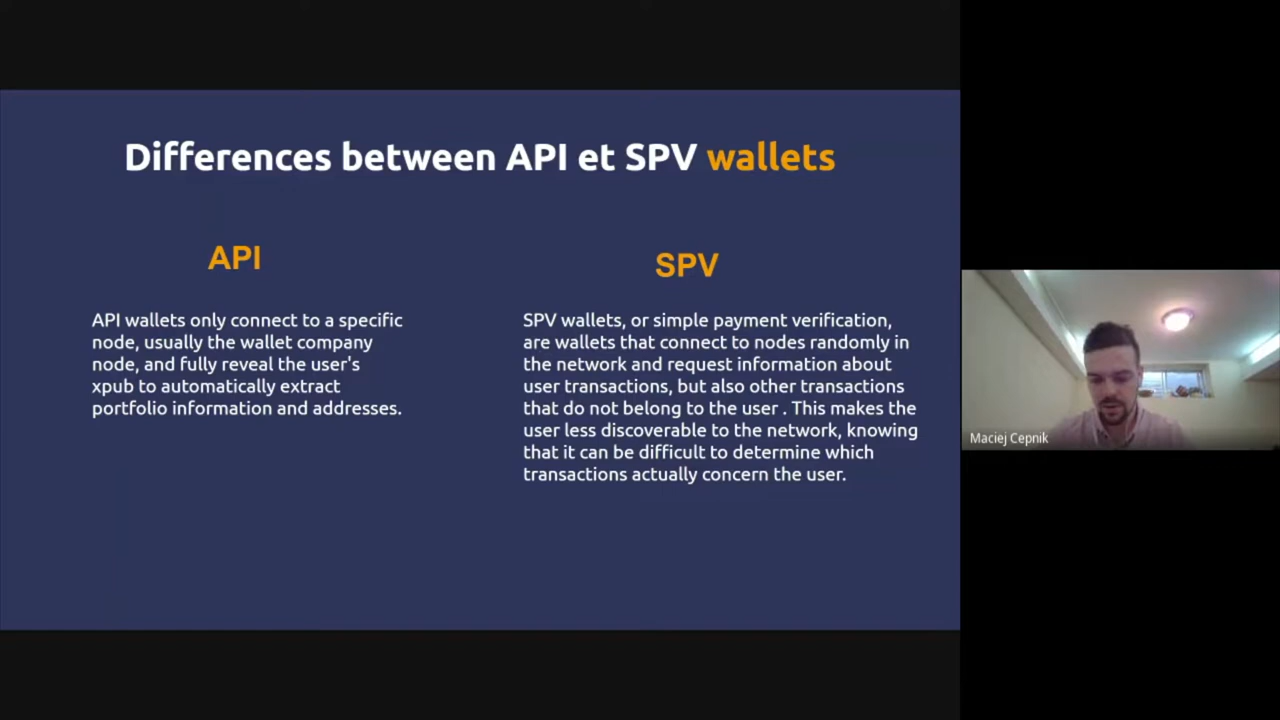 Differences between API et SPV wallets
API
API wallets only connect to a specific
node, usually the wallet company
node, and fully reveal the user's
xpub to automatically extract
portfolio information and addresses.
SPV
SPV wallets, or simple payment verification,
are wallets that connect to nodes randomly in
the network and request information about
user transactions, but also other transactions
that do not belong to the user . This makes the
user less discoverable to the network, knowing
that it can be difficult to determine which
transactions actually concern the user.
Maciej Cepnik